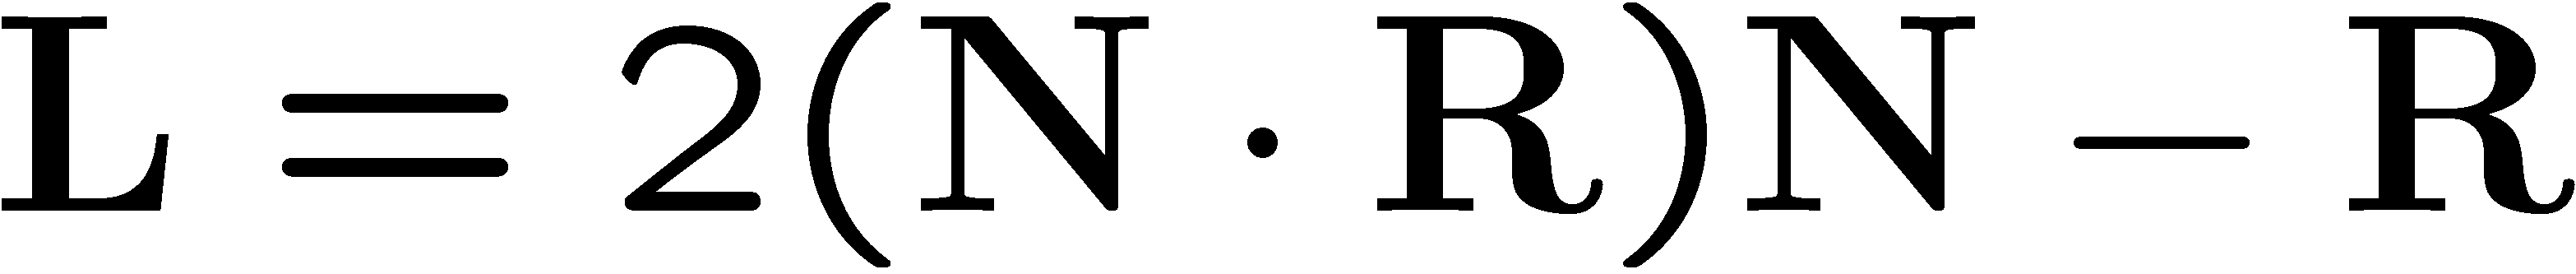 L = 2(N · R)N − R